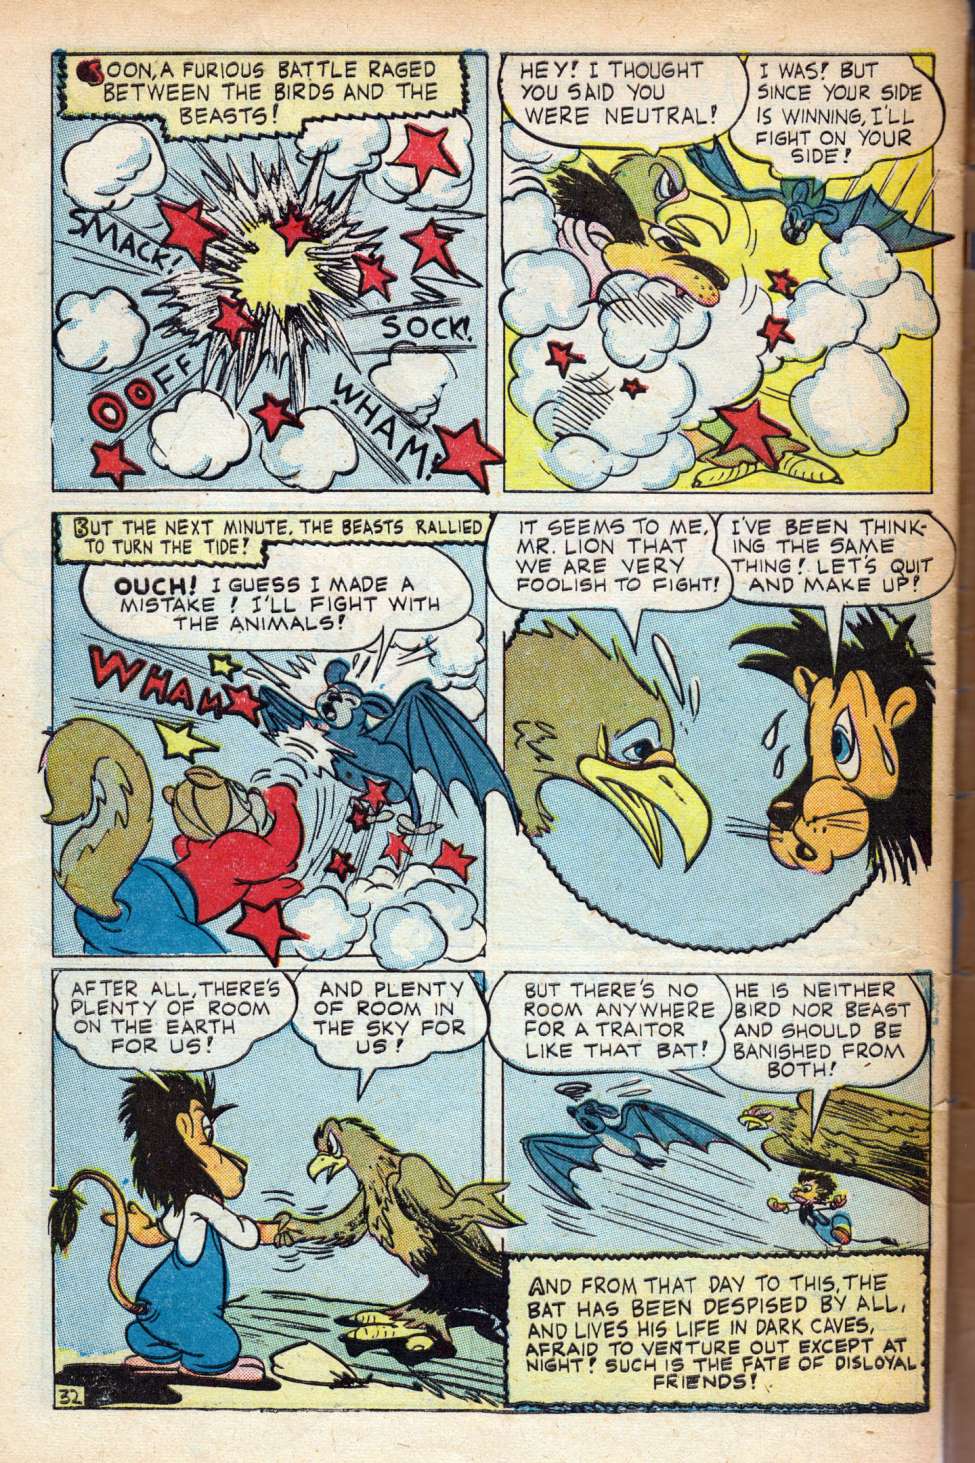 SOON, A FURIOUS BATTLE RAGED
BETWEEN THE BIRDS AND THE
BEASTS!
SMACK!
SOCK!
OOFF
WHAM!
HEY! I THOUGHT
YOU SAID YOU
WERE NEUTRAL!
I WAS! BUT
SINCE YOUR SIDE
IS WINNING, I'LL
FIGHT ON YOUR
SIDE!
BUT THE NEXT MINUTE, THE BEASTS RALLIED
TO TURN THE TIDE!
OUCH! I GUESS I MADE A
MISTAKE! I'LL FIGHT WITH
THE ANIMALS!
WHAM
IT SEEMS TO ME,
MR. LION THAT
WE ARE VERY
FOOLISH TO FIGHT!
I'VE BEEN THINK-
ING THE SAME
THING! LET'S QUIT
AND MAKE UP!
AFTER ALL, THERE'S
PLENTY OF ROOM
ON THE EARTH
FOR US!
AND PLENTY
OF ROOM IN
THE SKY FOR
US!
BUT THERE'S NO
ROOM ANYWHERE
FOR A TRAITOR
LIKE THAT BAT!
HE IS NEITHER
BIRD NOR BEAST
AND SHOULD BE
BANISHED FROM
BOTH!
AND FROM THAT DAY TO THIS, THE
BAT HAS BEEN DESPISED BY ALL,
AND LIVES HIS LIFE IN DARK CAVES,
AFRAID TO VENTURE OUT EXCEPT AT
NIGHT! SUCH IS THE FATE OF DISLOYAL
FRIENDS!
32